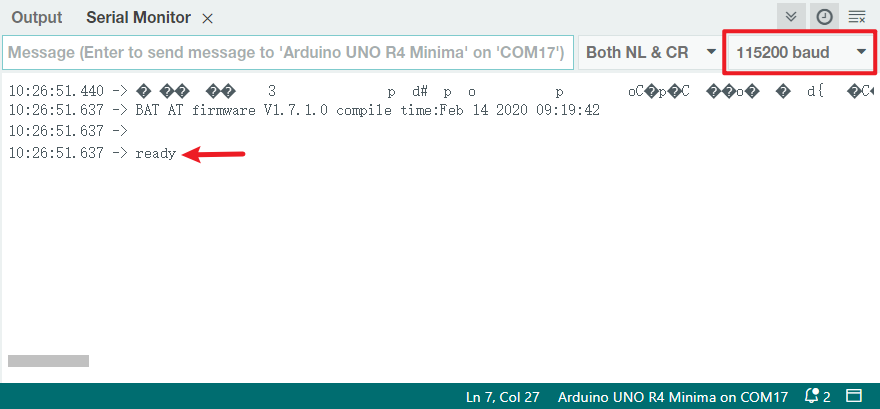 Output Serial Monitor
Message (Enter to send message to 'Arduino UNO R4 Minima' on 'COM17') Both NL & CR 115200 baud
10:26:51.440 -> � �� �� 3 p d# p o p oC�p�C ��o� � d{ �C
10:26:51.637 -> BAT AT firmware V1.7.1.0 compile time:Feb 14 2020 09:19:42
10:26:51.637 ->
10:26:51.637 -> ready
Ln 7, Col 27 Arduino UNO R4 Minima on COM17 2